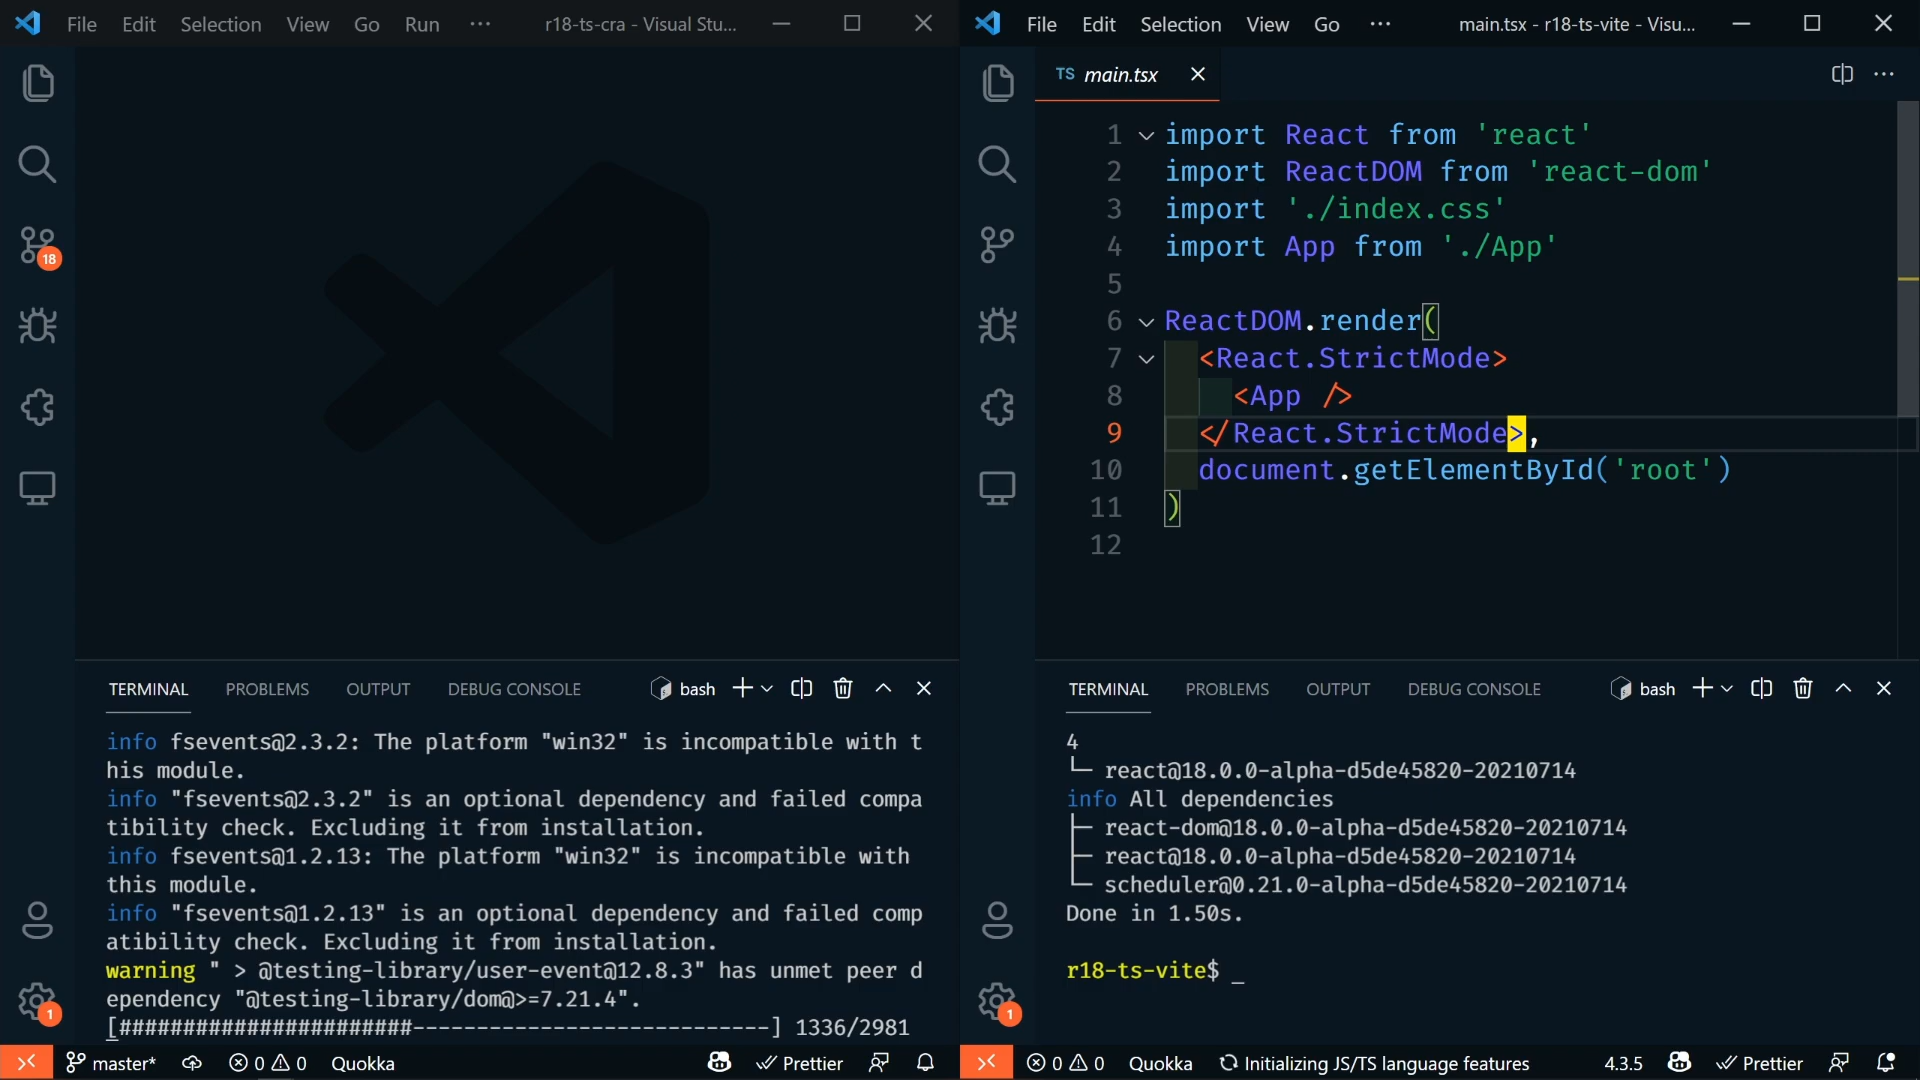 File Edit Selection View Go Run ··· r18-ts-cra - Visual Stu...
18
1
TERMINAL PROBLEMS OUTPUT DEBUG CONSOLE bash
info fsevents@2.3.2: The platform "win32" is incompatible with t
his module.
info "fsevents@2.3.2" is an optional dependency and failed compa
tibility check. Excluding it from installation.
info fsevents@1.2.13: The platform "win32" is incompatible with
this module.
info "fsevents@1.2.13" is an optional dependency and failed comp
atibility check. Excluding it from installation.
warning " > @testing-library/user-event@12.8.3" has unmet peer d
ependency "@testing-library/dom@>=7.21.4".
[#######################----------------------------] 1336/2981
master* 0 0 Quokka Prettier
File Edit Selection View Go ··· main.tsx - r18-ts-vite - Visu...
TS main.tsx
1 import React from 'react'
2 import ReactDOM from 'react-dom'
3 import './index.css'
4 import App from './App'
5
6 ReactDOM.render(
7 <React.StrictMode>
8 <App />
9 </React.StrictMode>,
10 document.getElementById('root')
11 )
12
1
TERMINAL PROBLEMS OUTPUT DEBUG CONSOLE bash
4
└─ react@18.0.0-alpha-d5de45820-20210714
info All dependencies
├─ react-dom@18.0.0-alpha-d5de45820-20210714
├─ react@18.0.0-alpha-d5de45820-20210714
└─ scheduler@0.21.0-alpha-d5de45820-20210714
Done in 1.50s.
r18-ts-vite$ _
0 0 Quokka Initializing JS/TS language features 4.3.5 Prettier